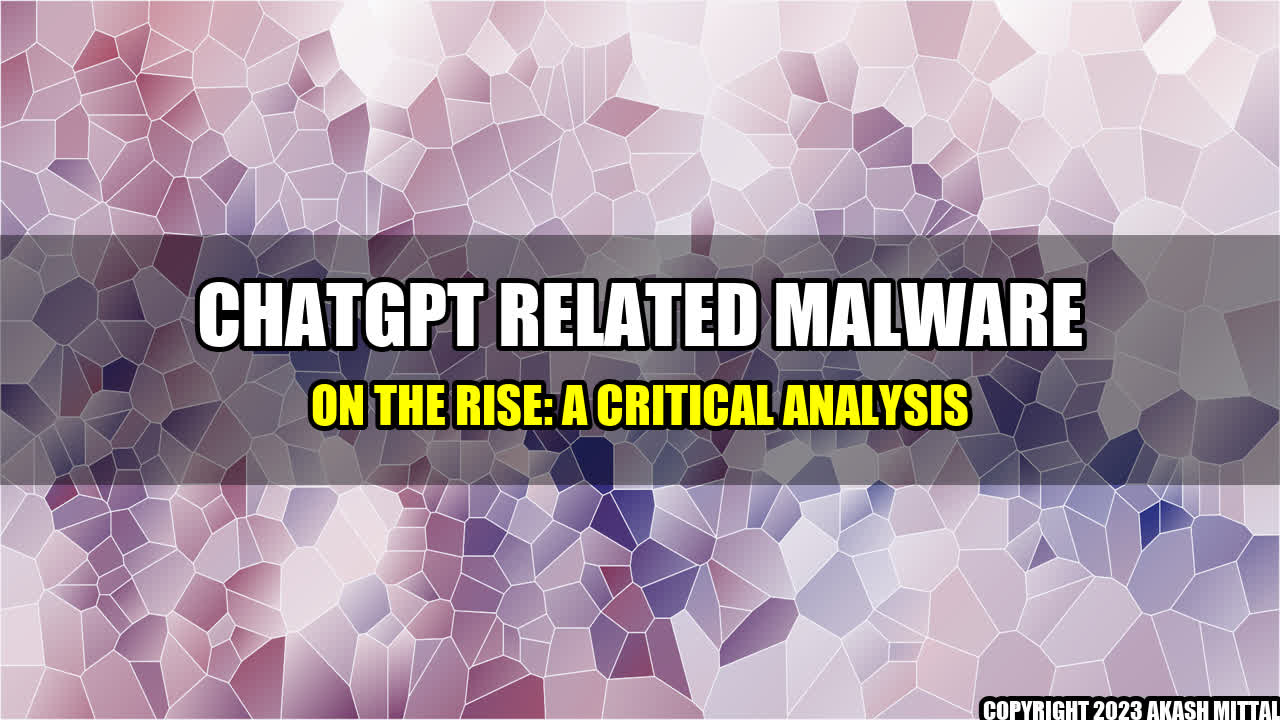 CHATGPT RELATED MALWARE
ON THE RISE: A CRITICAL ANALYSIS
COPYRIGHT 2023 AKASH MITTAL